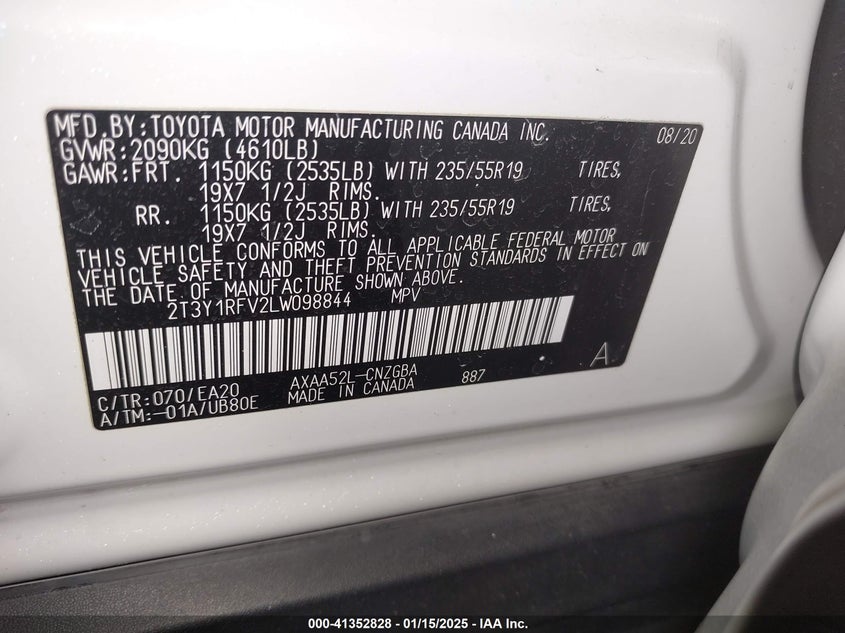 MFD.BY:TOYOTA MOTOR MANUFACTURING CANADA INC. 08/20
GVWR:2090KG (4610LB)
GAWR:FRT. 1150KG (2535LB) WITH 235/55R19 TIRES,
19X7 1/2J RIMS.
RR. 1150KG (2535LB) WITH 235/55R19 TIRES,
19X7 1/2J RIMS.
THIS VEHICLE CONFORMS TO ALL APPLICABLE FEDERAL MOTOR
VEHICLE SAFETY AND THEFT PREVENTION STANDARDS IN EFFECT ON
THE DATE OF MANUFACTURE SHOWN ABOVE.
2T3Y1RFV2LW098844 MPV
A
C/TR:070/EA20 AXAA52L-CNZGBA 887
A/TM:-01A/UB80E MADE IN CANADA
000-41352828 - 01/15/2025 - IAA Inc.